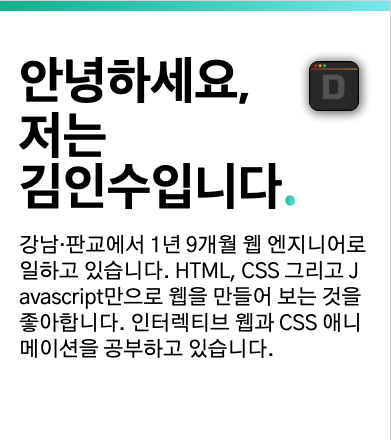 안녕하세요,
D
저는
김인수입니다.
강남·판교에서 1년 9개월 웹 엔지니어로
일하고 있습니다. HTML, CSS 그리고 J
avascript만으로 웹을 만들어 보는 것을
좋아합니다. 인터렉티브 웹과 CSS 애니
메이션을 공부하고 있습니다.